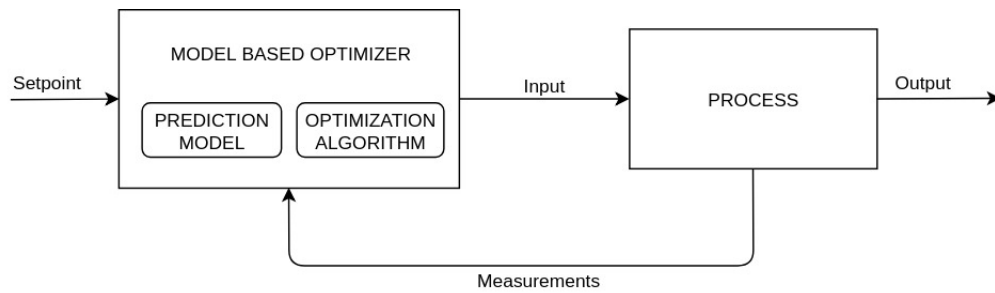 MODEL BASED OPTIMIZER
Setpoint
Input
Output
PROCESS
PREDICTION
MODEL
OPTIMIZATION
ALGORITHM
Measurements